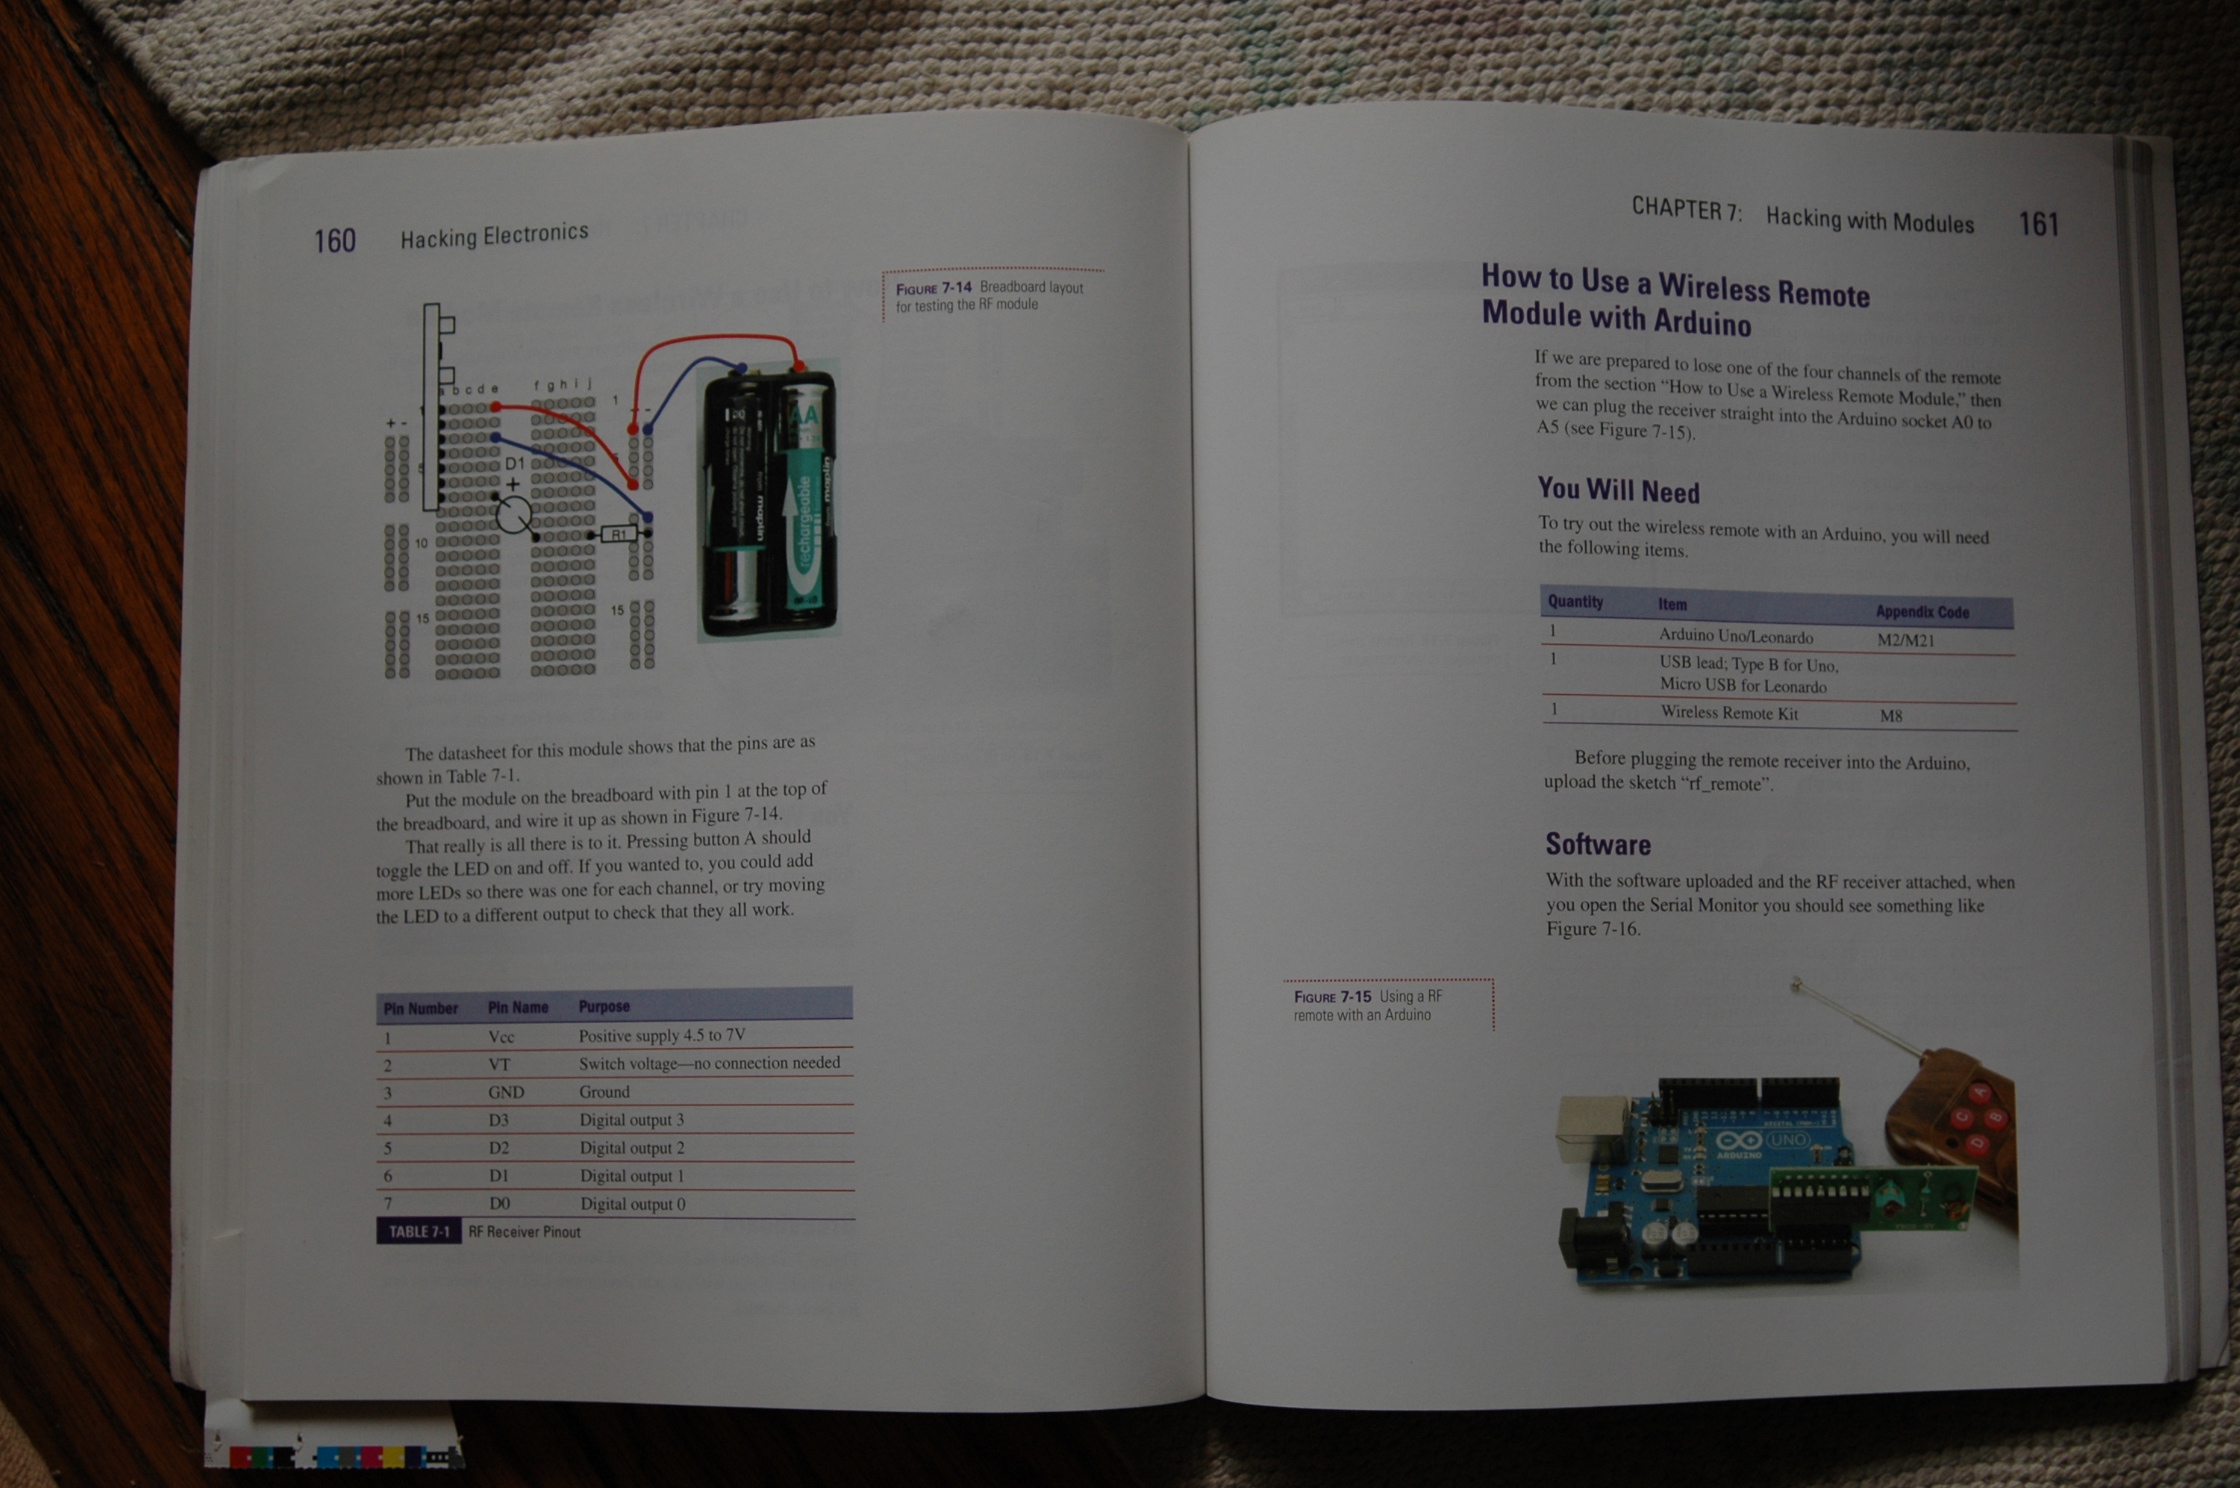 160 Hacking Electronics
FIGURE 7-14 Breadboard layout
for testing the RF module
a b c d e
f g h i j
1
1
+ -
+ -
5
D1
+
R1
10
15
15
AA
rechargeable
from maplin
maplin
The datasheet for this module shows that the pins are as
shown in Table 7-1.
Put the module on the breadboard with pin 1 at the top of
the breadboard, and wire it up as shown in Figure 7-14.
That really is all there is to it. Pressing button A should
toggle the LED on and off. If you wanted to, you could add
more LEDs so there was one for each channel, or try moving
the LED to a different output to check that they all work.
Pin Number Pin Name Purpose
1 Vcc Positive supply 4.5 to 7V
2 VT Switch voltage—no connection needed
3 GND Ground
4 D3 Digital output 3
5 D2 Digital output 2
6 D1 Digital output 1
7 D0 Digital output 0
TABLE 7-1 RF Receiver Pinout
CHAPTER 7: Hacking with Modules 161
How to Use a Wireless Remote
Module with Arduino
If we are prepared to lose one of the four channels of the remote
from the section “How to Use a Wireless Remote Module,” then
we can plug the receiver straight into the Arduino socket A0 to
A5 (see Figure 7-15).
You Will Need
To try out the wireless remote with an Arduino, you will need
the following items.
Quantity Item Appendix Code
1 Arduino Uno/Leonardo M2/M21
1 USB lead; Type B for Uno,
Micro USB for Leonardo
1 Wireless Remote Kit M8
Before plugging the remote receiver into the Arduino,
upload the sketch “rf_remote”.
Software
With the software uploaded and the RF receiver attached, when
you open the Serial Monitor you should see something like
Figure 7-16.
FIGURE 7-15 Using a RF
remote with an Arduino
A
B
C
D
UNO
ARDUINO